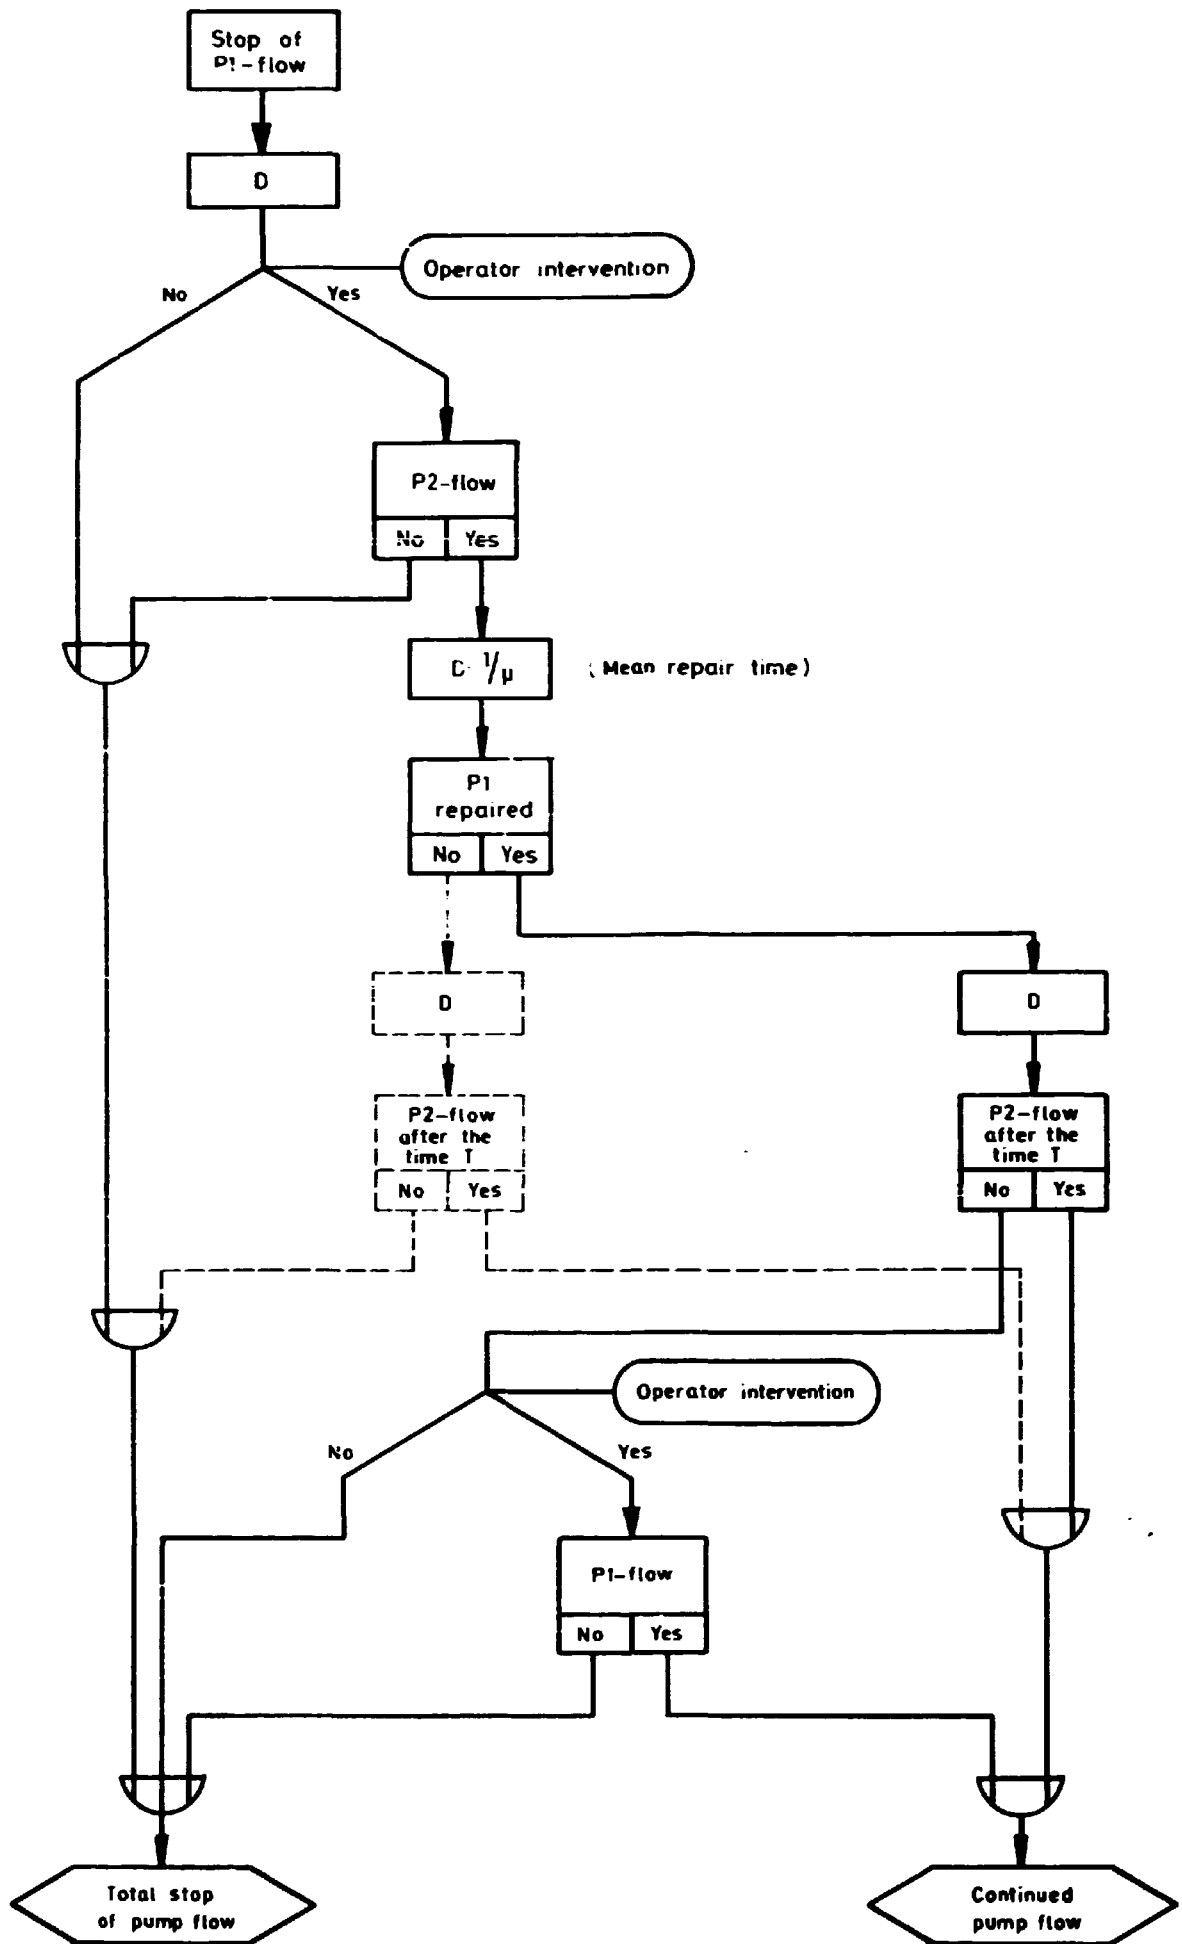 Stop of
P1-flow
D
Operator intervention
No
Yes
P2-flow
No Yes
D 1/μ
(Mean repair time)
P1
repaired
No Yes
D
D
P2-flow
after the
time T
No Yes
P2-flow
after the
time T
No Yes
Operator intervention
No
Yes
P1-flow
No Yes
Total stop
of pump flow
Continued
pump flow